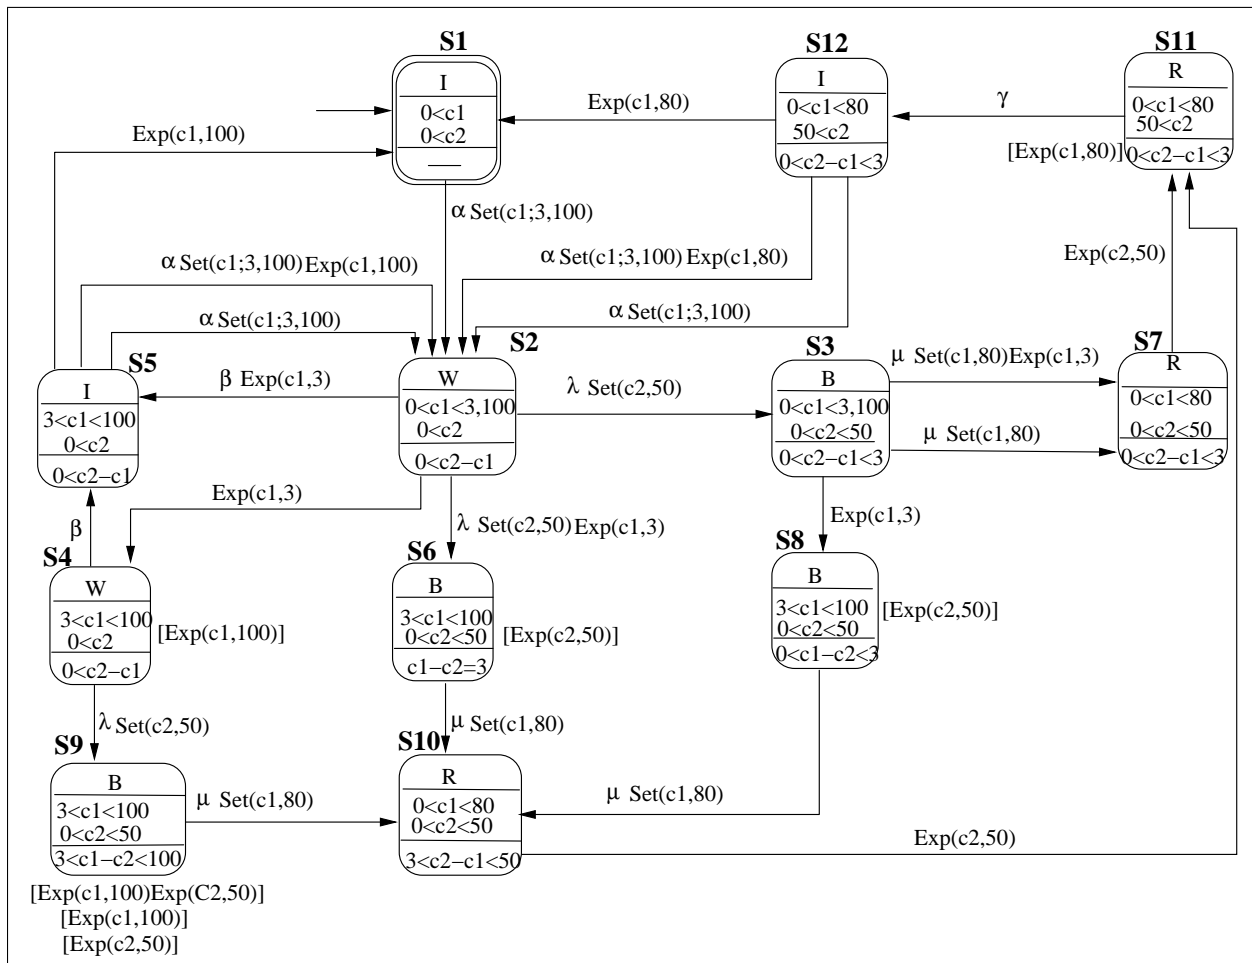 S1
S12
S11
I
0<c1
0<c2
Exp(c1,80)
I
0<c1<80
50<c2
0<c2−c1<3
γ
R
0<c1<80
50<c2
0<c2−c1<3
[Exp(c1,80)]
Exp(c1,100)
α Set(c1;3,100)
α Set(c1;3,100) Exp(c1,100)
α Set(c1;3,100) Exp(c1,80)
Exp(c2,50)
α Set(c1;3,100)
α Set(c1;3,100)
S5
S2
S3
S7
I
3<c1<100
0<c2
0<c2−c1
β Exp(c1,3)
W
0<c1<3,100
0<c2
0<c2−c1
λ Set(c2,50)
B
0<c1<3,100
0<c2<50
0<c2−c1<3
μ Set(c1,80)Exp(c1,3)
μ Set(c1,80)
R
0<c1<80
0<c2<50
0<c2−c1<3
Exp(c1,3)
β
λ Set(c2,50) Exp(c1,3)
Exp(c1,3)
S4
S6
S8
W
3<c1<100
0<c2
0<c2−c1
[Exp(c1,100)]
B
3<c1<100
0<c2<50
c1−c2=3
[Exp(c2,50)]
B
3<c1<100
0<c2<50
0<c1−c2<3
[Exp(c2,50)]
λ Set(c2,50)
μ Set(c1,80)
S9
S10
B
3<c1<100
0<c2<50
3<c1−c2<100
μ Set(c1,80)
R
0<c1<80
0<c2<50
3<c2−c1<50
μ Set(c1,80)
Exp(c2,50)
[Exp(c1,100)Exp(C2,50)]
[Exp(c1,100)]
[Exp(c2,50)]